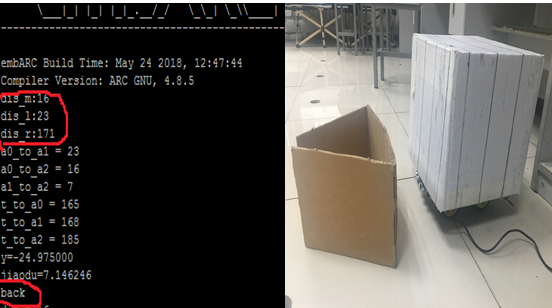 embARC Build Time: May 24 2018, 12:47:44
Compiler Version: ARC GNU, 4.8.5
dis_m:16
dis_l:23
dis_r:171
a0_to_a1 = 23
a0_to_a2 = 16
a1_to_a2 = 7
t_to_a0 = 165
t_to_a1 = 168
t_to_a2 = 185
y=-24.975000
jiaodu=7.146246
back